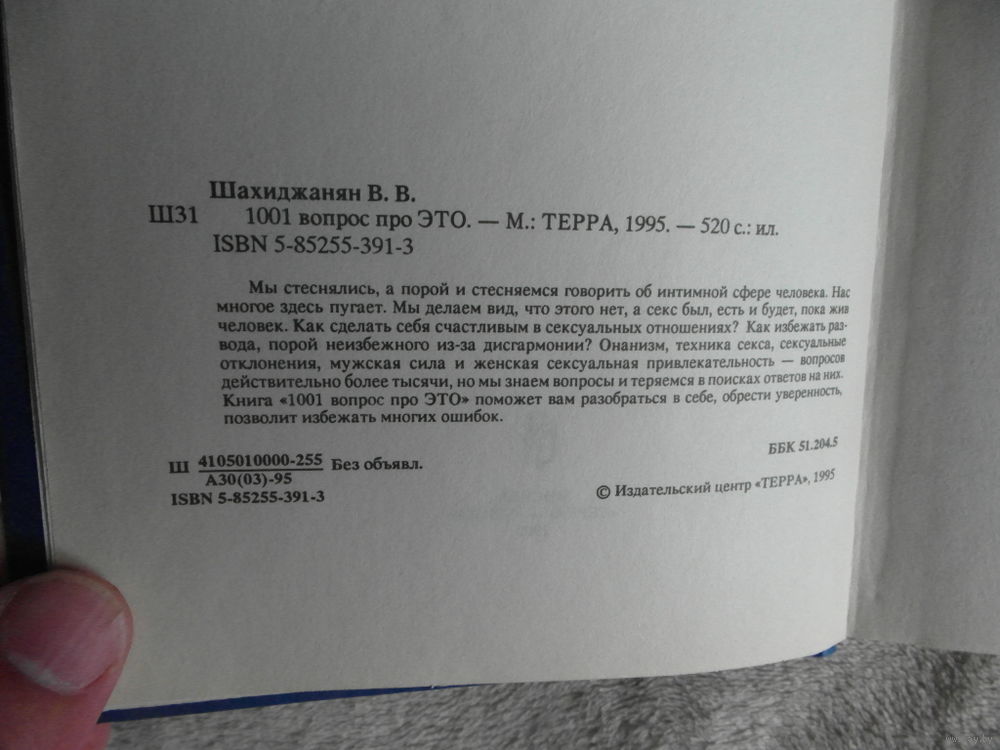 Шахиджанян В. В.
Ш31 1001 вопрос про ЭТО. — М.: ТЕРРА, 1995. — 520 с.: ил.
ISBN 5-85255-391-3
Мы стеснялись, а порой и стесняемся говорить об интимной сфере человека. Нас
многое здесь пугает. Мы делаем вид, что этого нет, а секс был, есть и будет, пока жив
человек. Как сделать себя счастливым в сексуальных отношениях? Как избежать раз-
вода, порой неизбежного из-за дисгармонии? Онанизм, техника секса, сексуальные
отклонения, мужская сила и женская сексуальная привлекательность — вопросов
действительно более тысячи, но мы знаем вопросы и теряемся в поисках ответов на них.
Книга «1001 вопрос про ЭТО» поможет вам разобраться в себе, обрести уверенность,
позволит избежать многих ошибок.
ББК 51.204.5
Ш 4105010000-255 Без объявл.
А30(03)-95
ISBN 5-85255-391-3
© Издательский центр «ТЕРРА», 1995